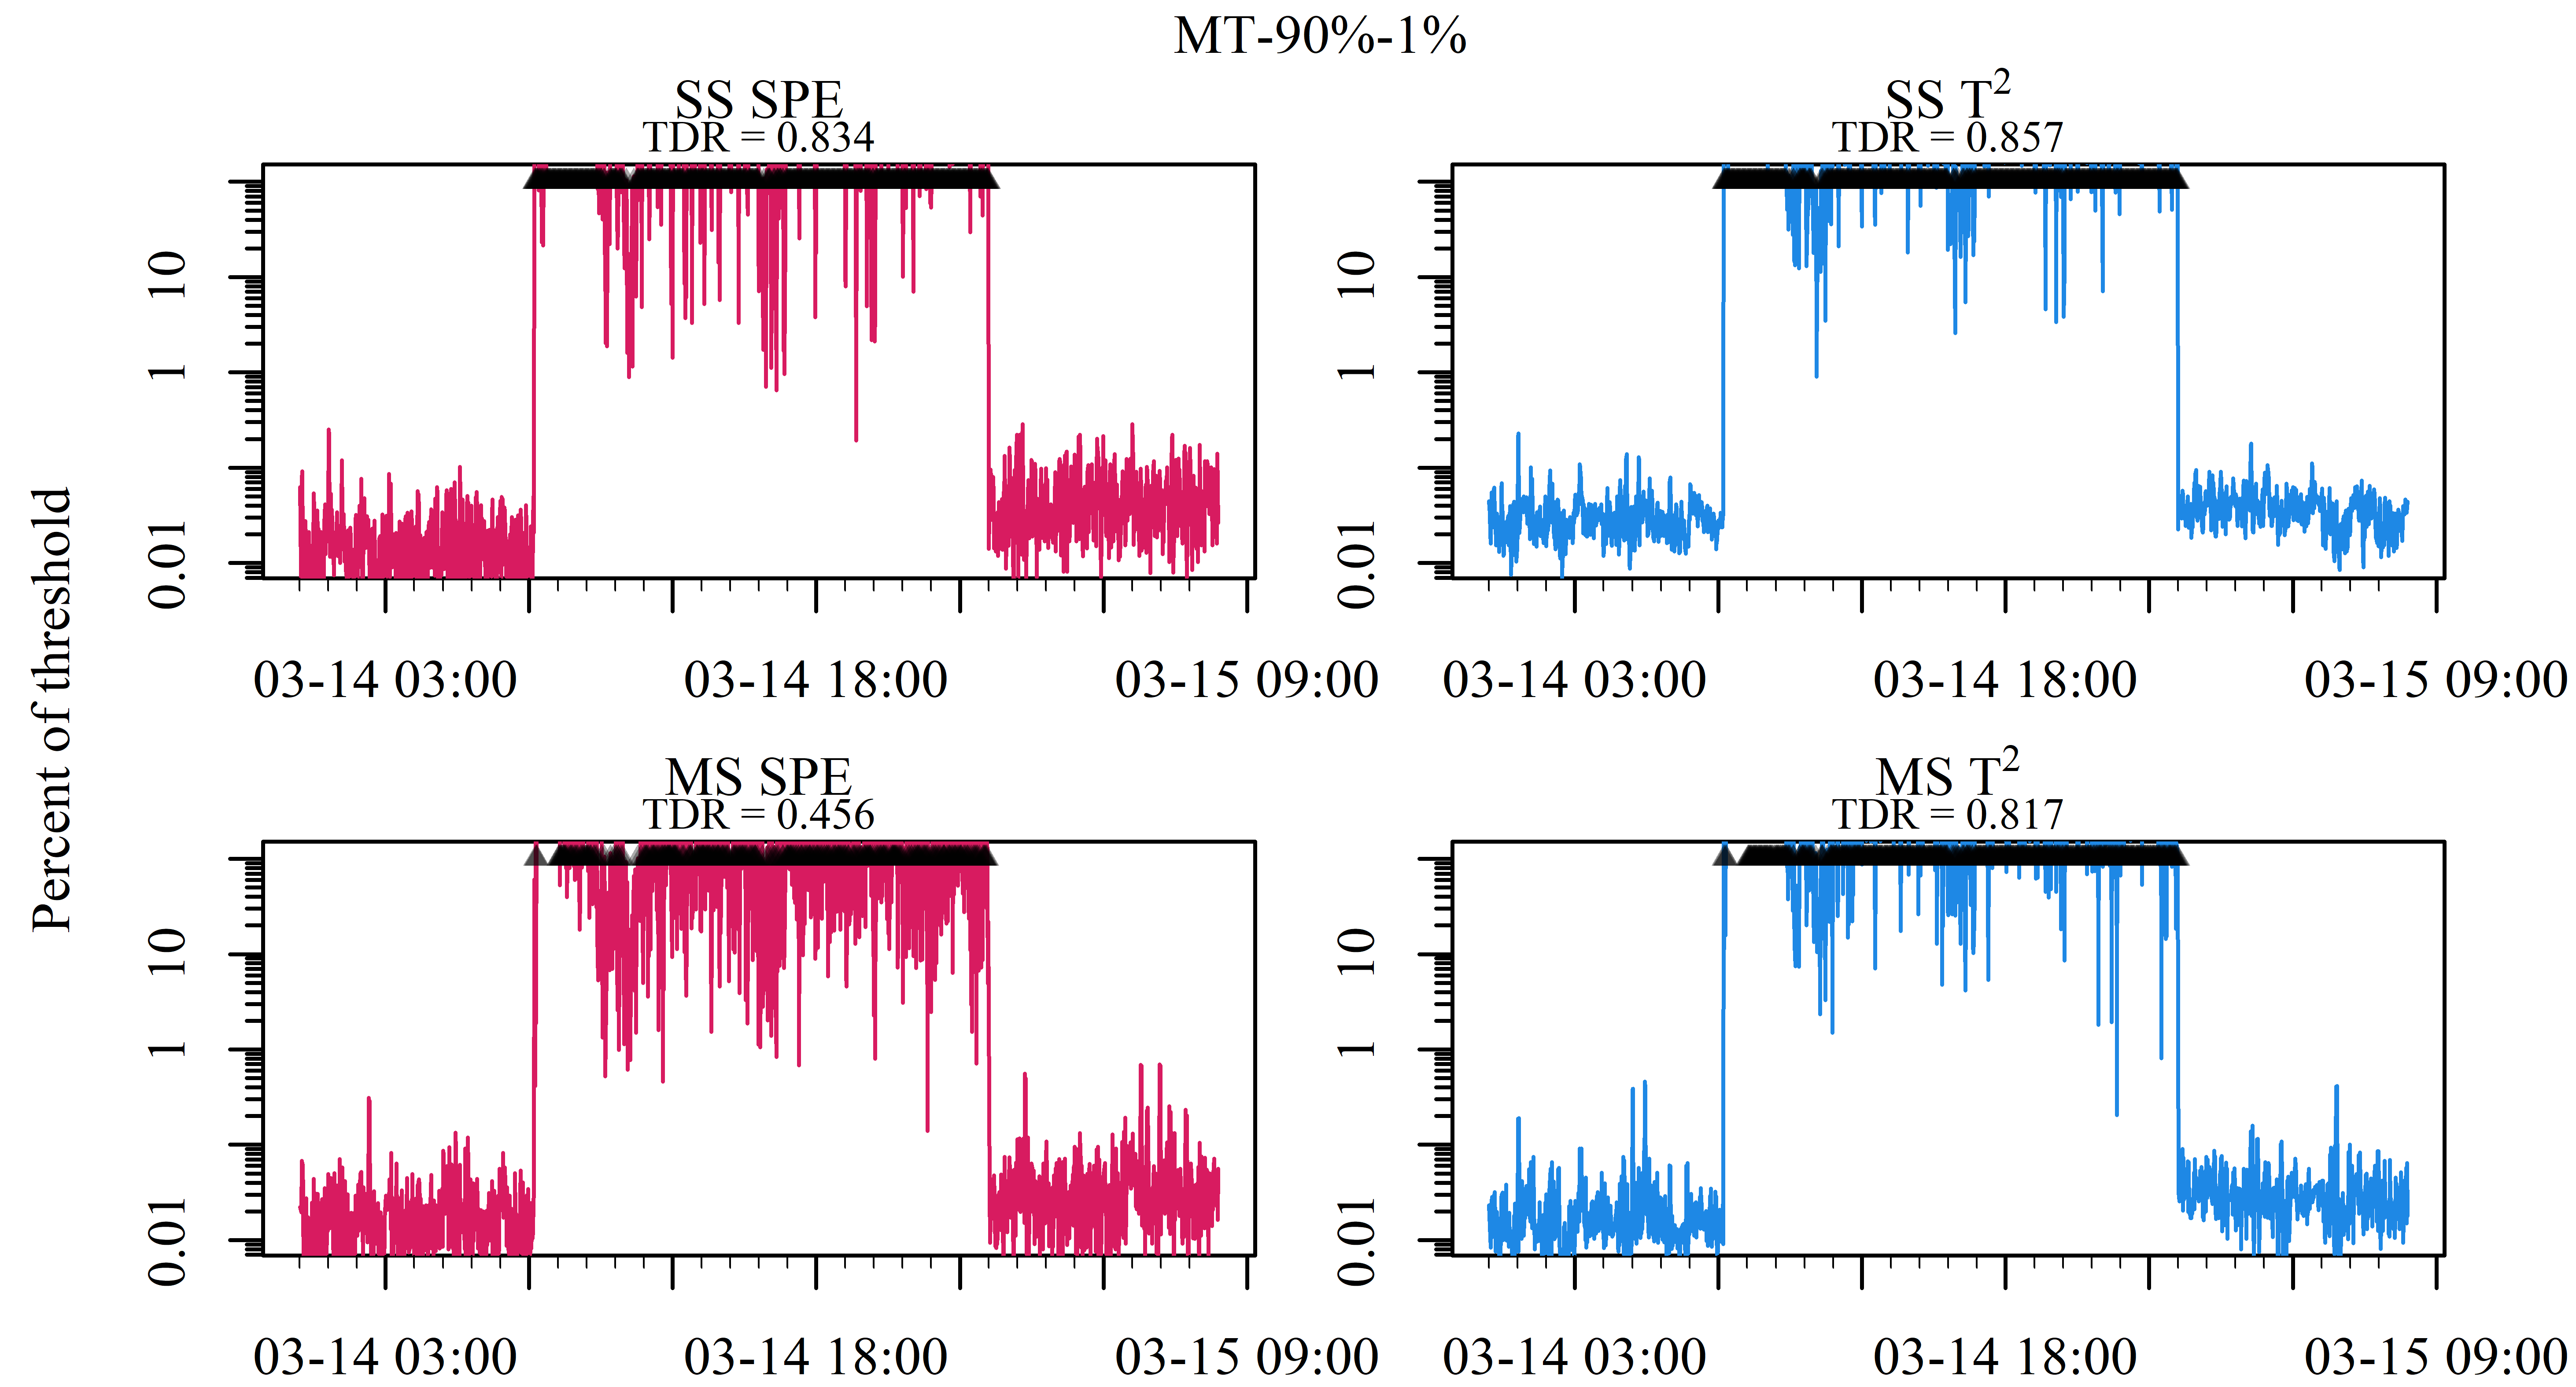 MT-90%-1%
SS SPE
TDR = 0.834
SS T²
TDR = 0.857
Percent of threshold
10
1
0.01
03-14 03:00 03-14 18:00 03-15 09:00
10
1
0.01
03-14 03:00 03-14 18:00 03-15 09:00
MS SPE
TDR = 0.456
MS T²
TDR = 0.817
10
1
0.01
03-14 03:00 03-14 18:00 03-15 09:00
10
1
0.01
03-14 03:00 03-14 18:00 03-15 09:00